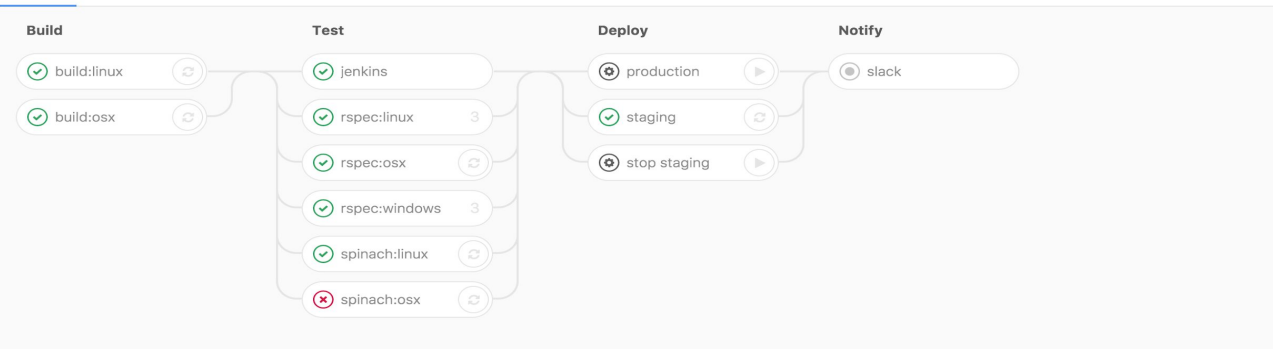 Build
build:linux
build:osx
Test
jenkins
rspec:linux 3
rspec:osx
rspec:windows 3
spinach:linux
spinach:osx
Deploy
production
staging
stop staging
Notify
slack